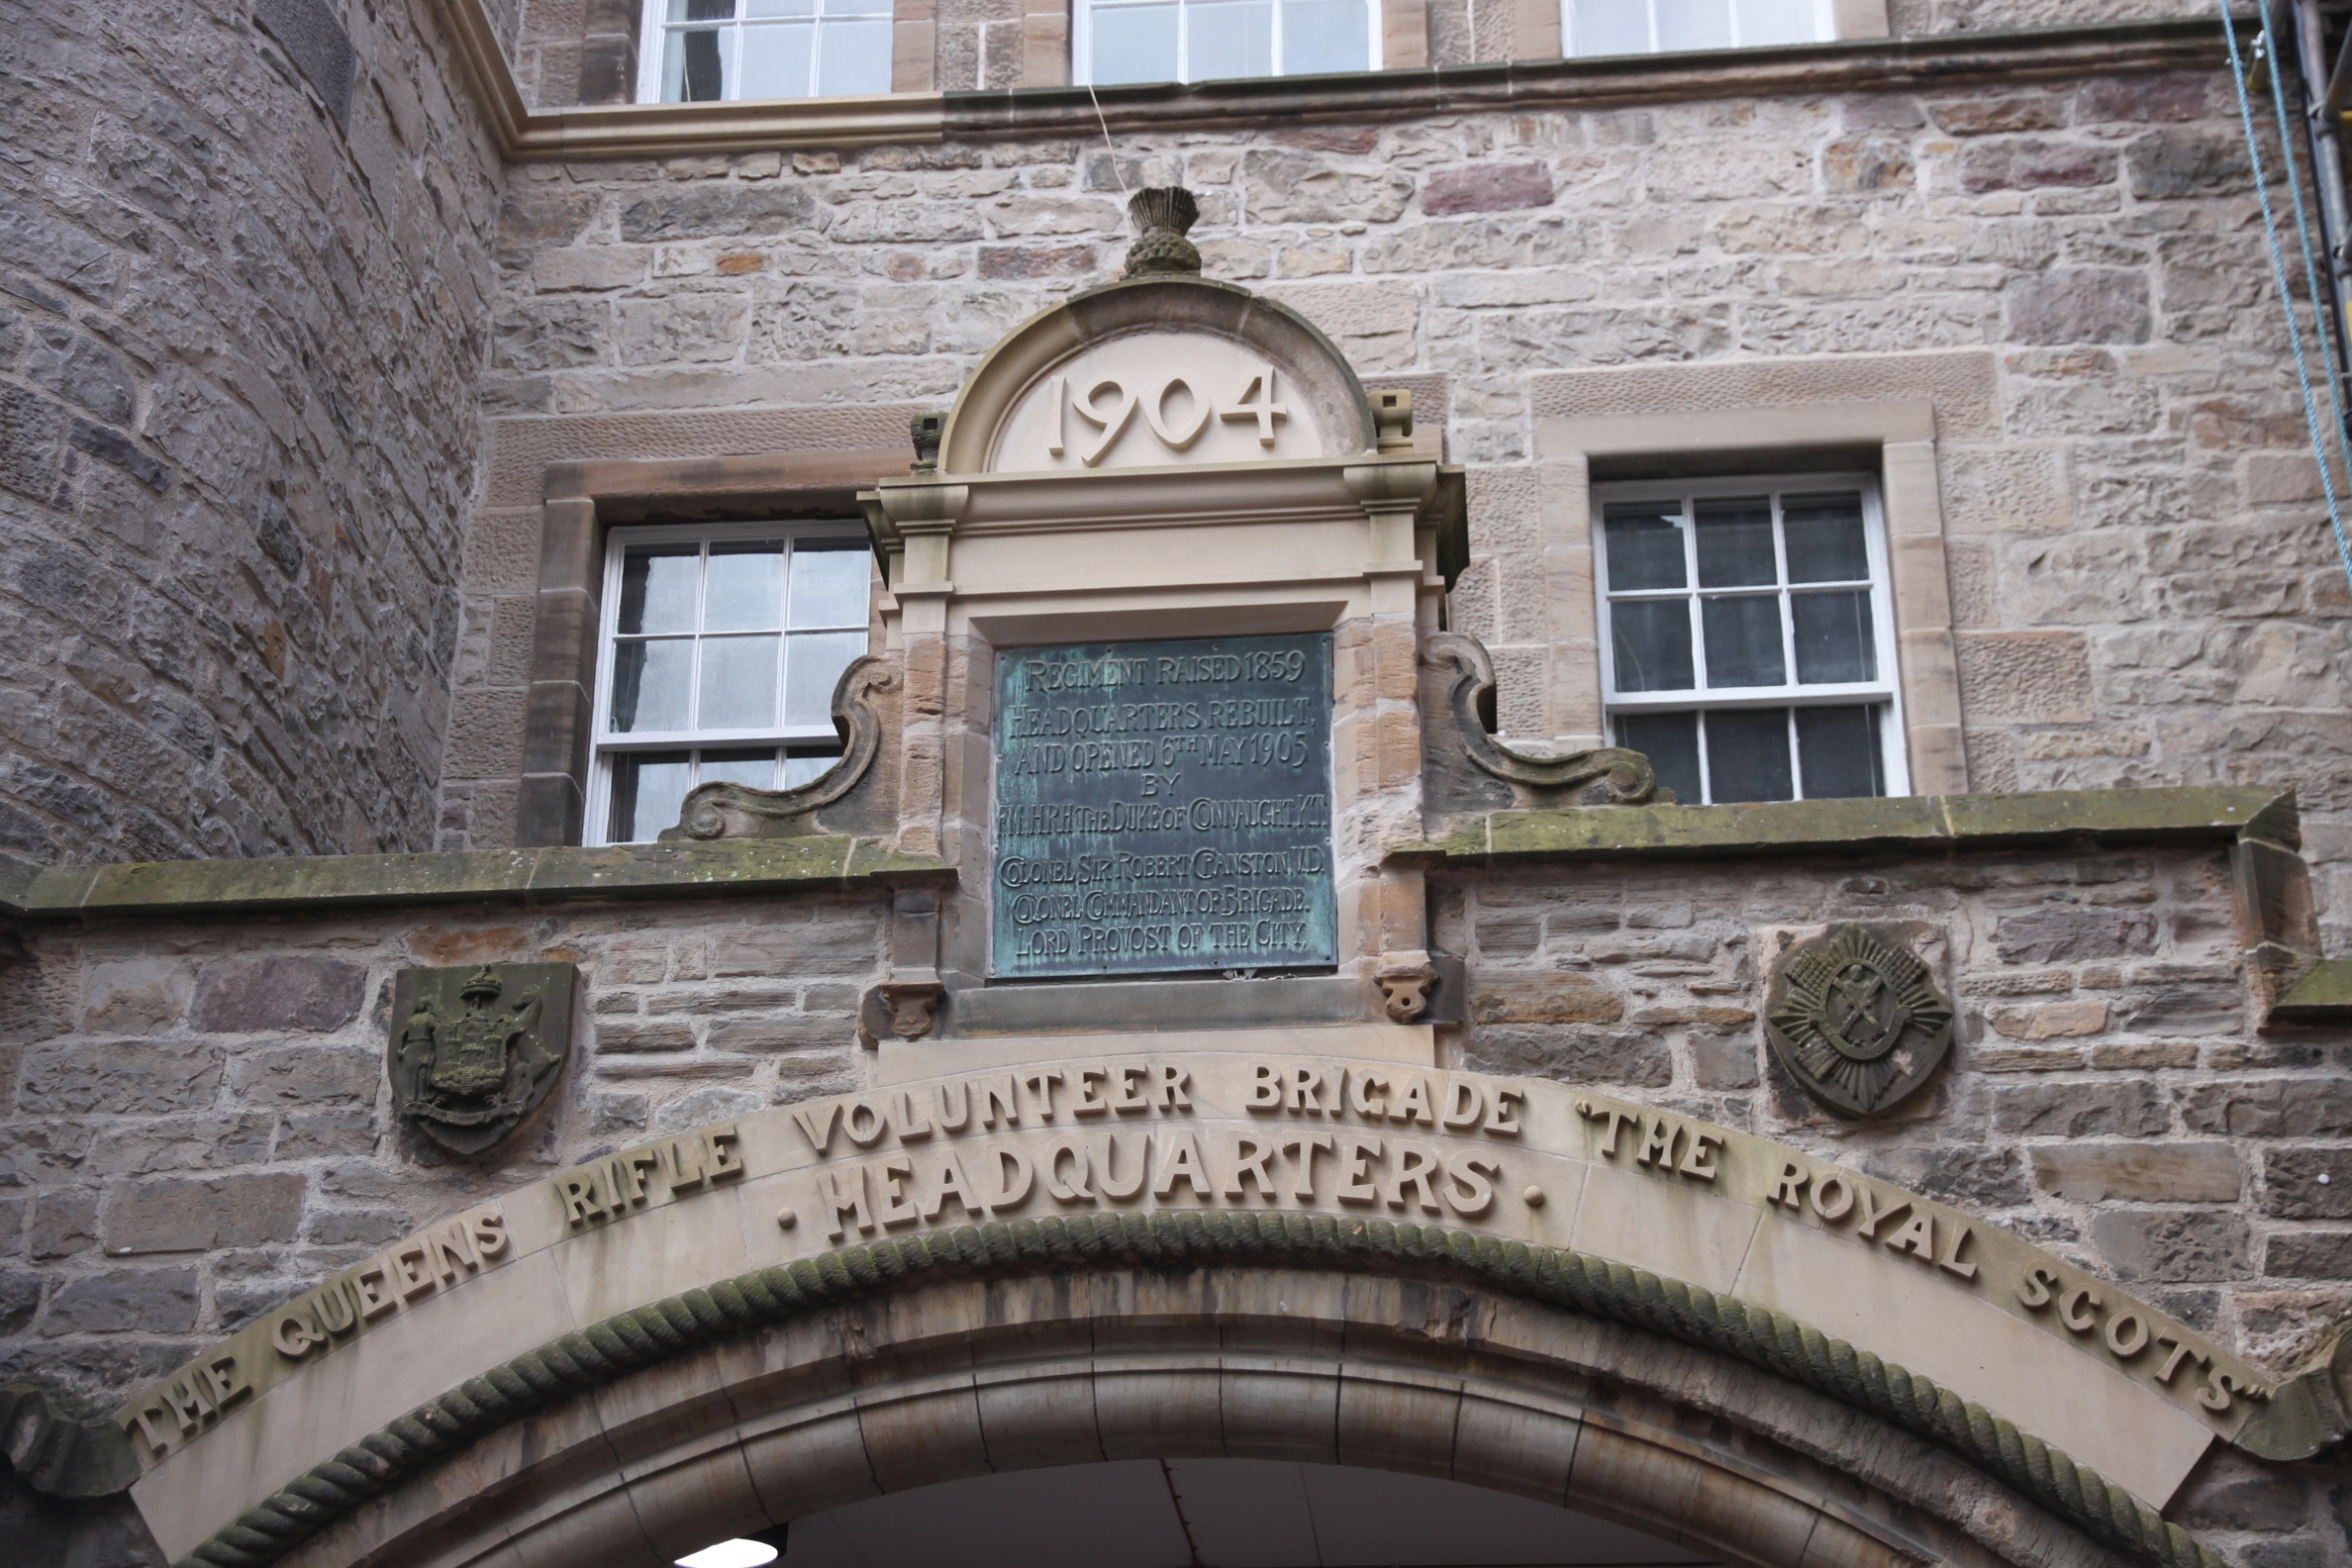 1904
REGIMENT RAISED 1859
HEADQUARTERS REBUILT,
AND OPENED 6TH MAY 1905
BY
F.M. H.R.H. THE DUKE OF CONNAUGHT, K.T.
COLONEL SIR ROBERT CRANSTON, V.D.
COLONEL COMMANDANT OF BRIGADE.
LORD PROVOST OF THE CITY.
THE QUEENS RIFLE VOLUNTEER BRIGADE "THE ROYAL SCOTS"
· HEADQUARTERS ·